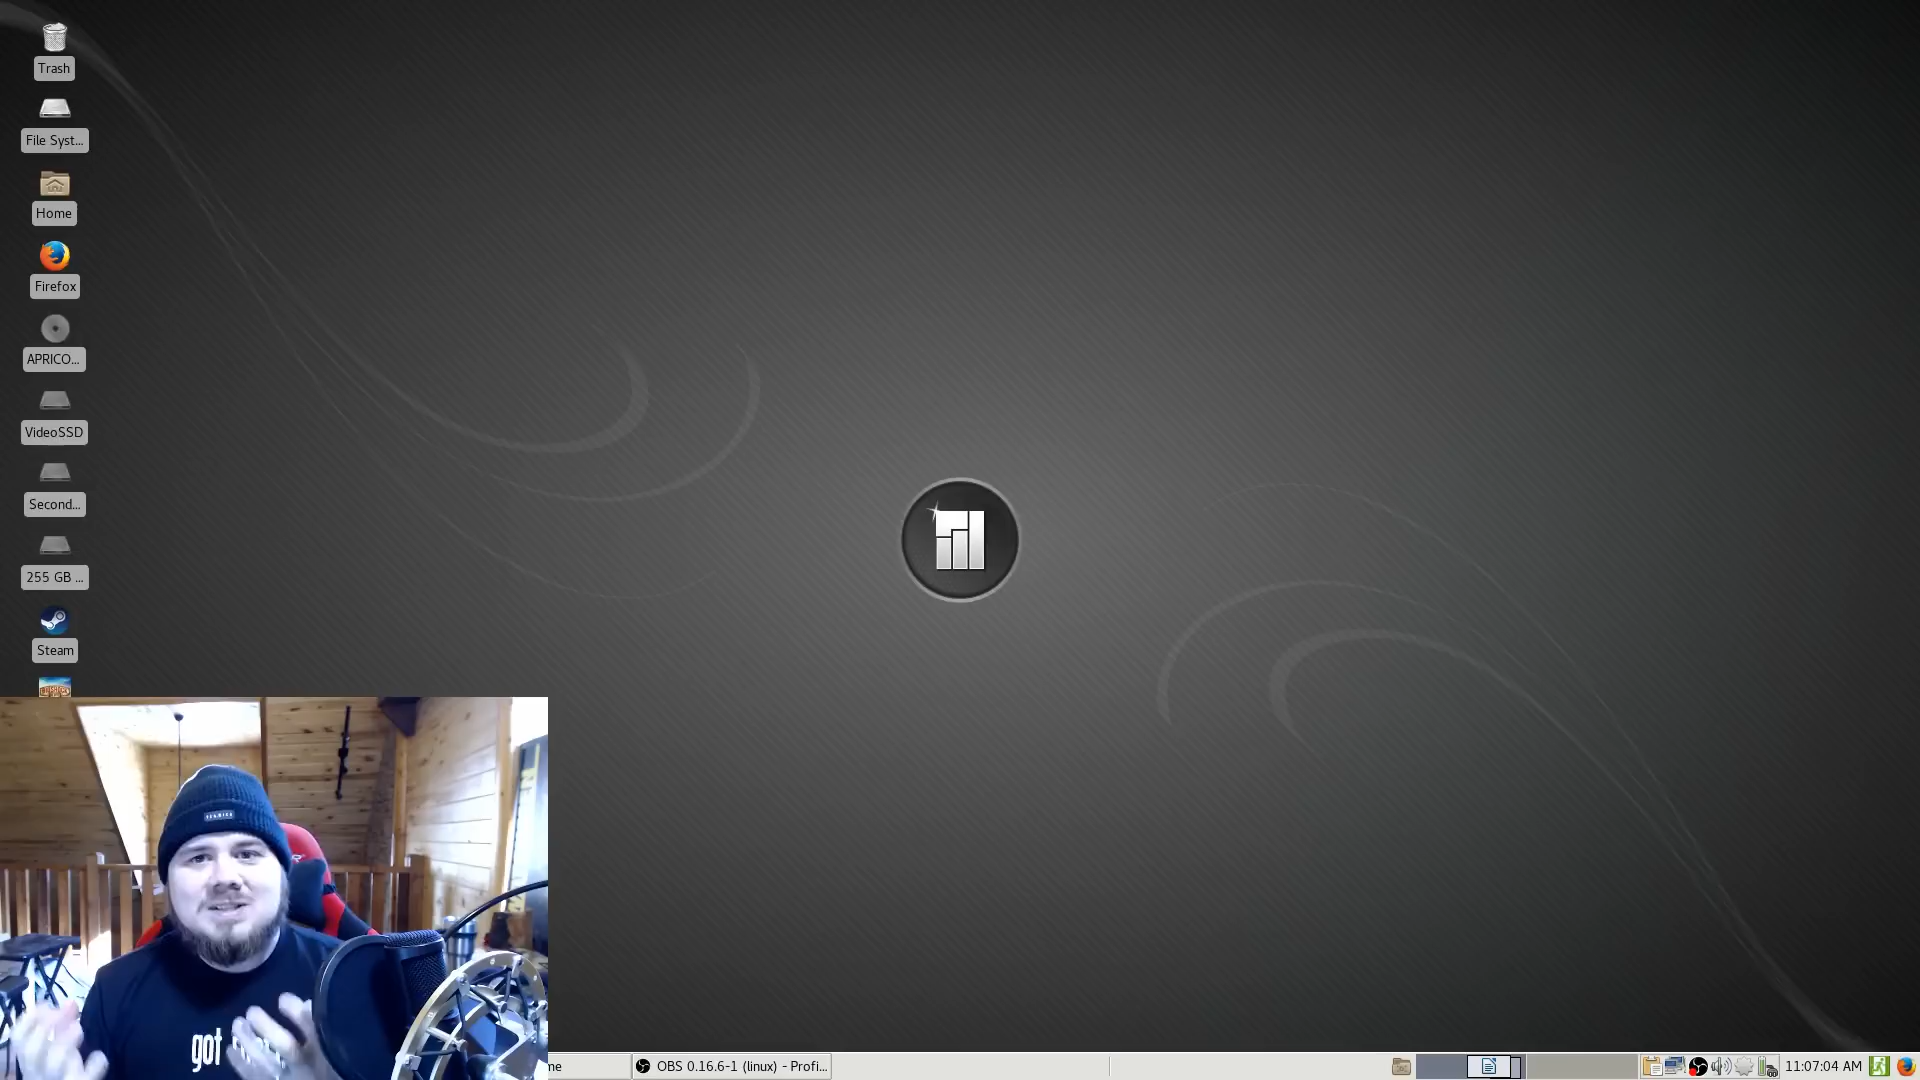 Trash
File Syst...
Home
Firefox
APRICO...
VideoSSD
Second...
255 GB ...
Steam
got
me
OBS 0.16.6-1 (linux) - Profi...
11:07:04 AM